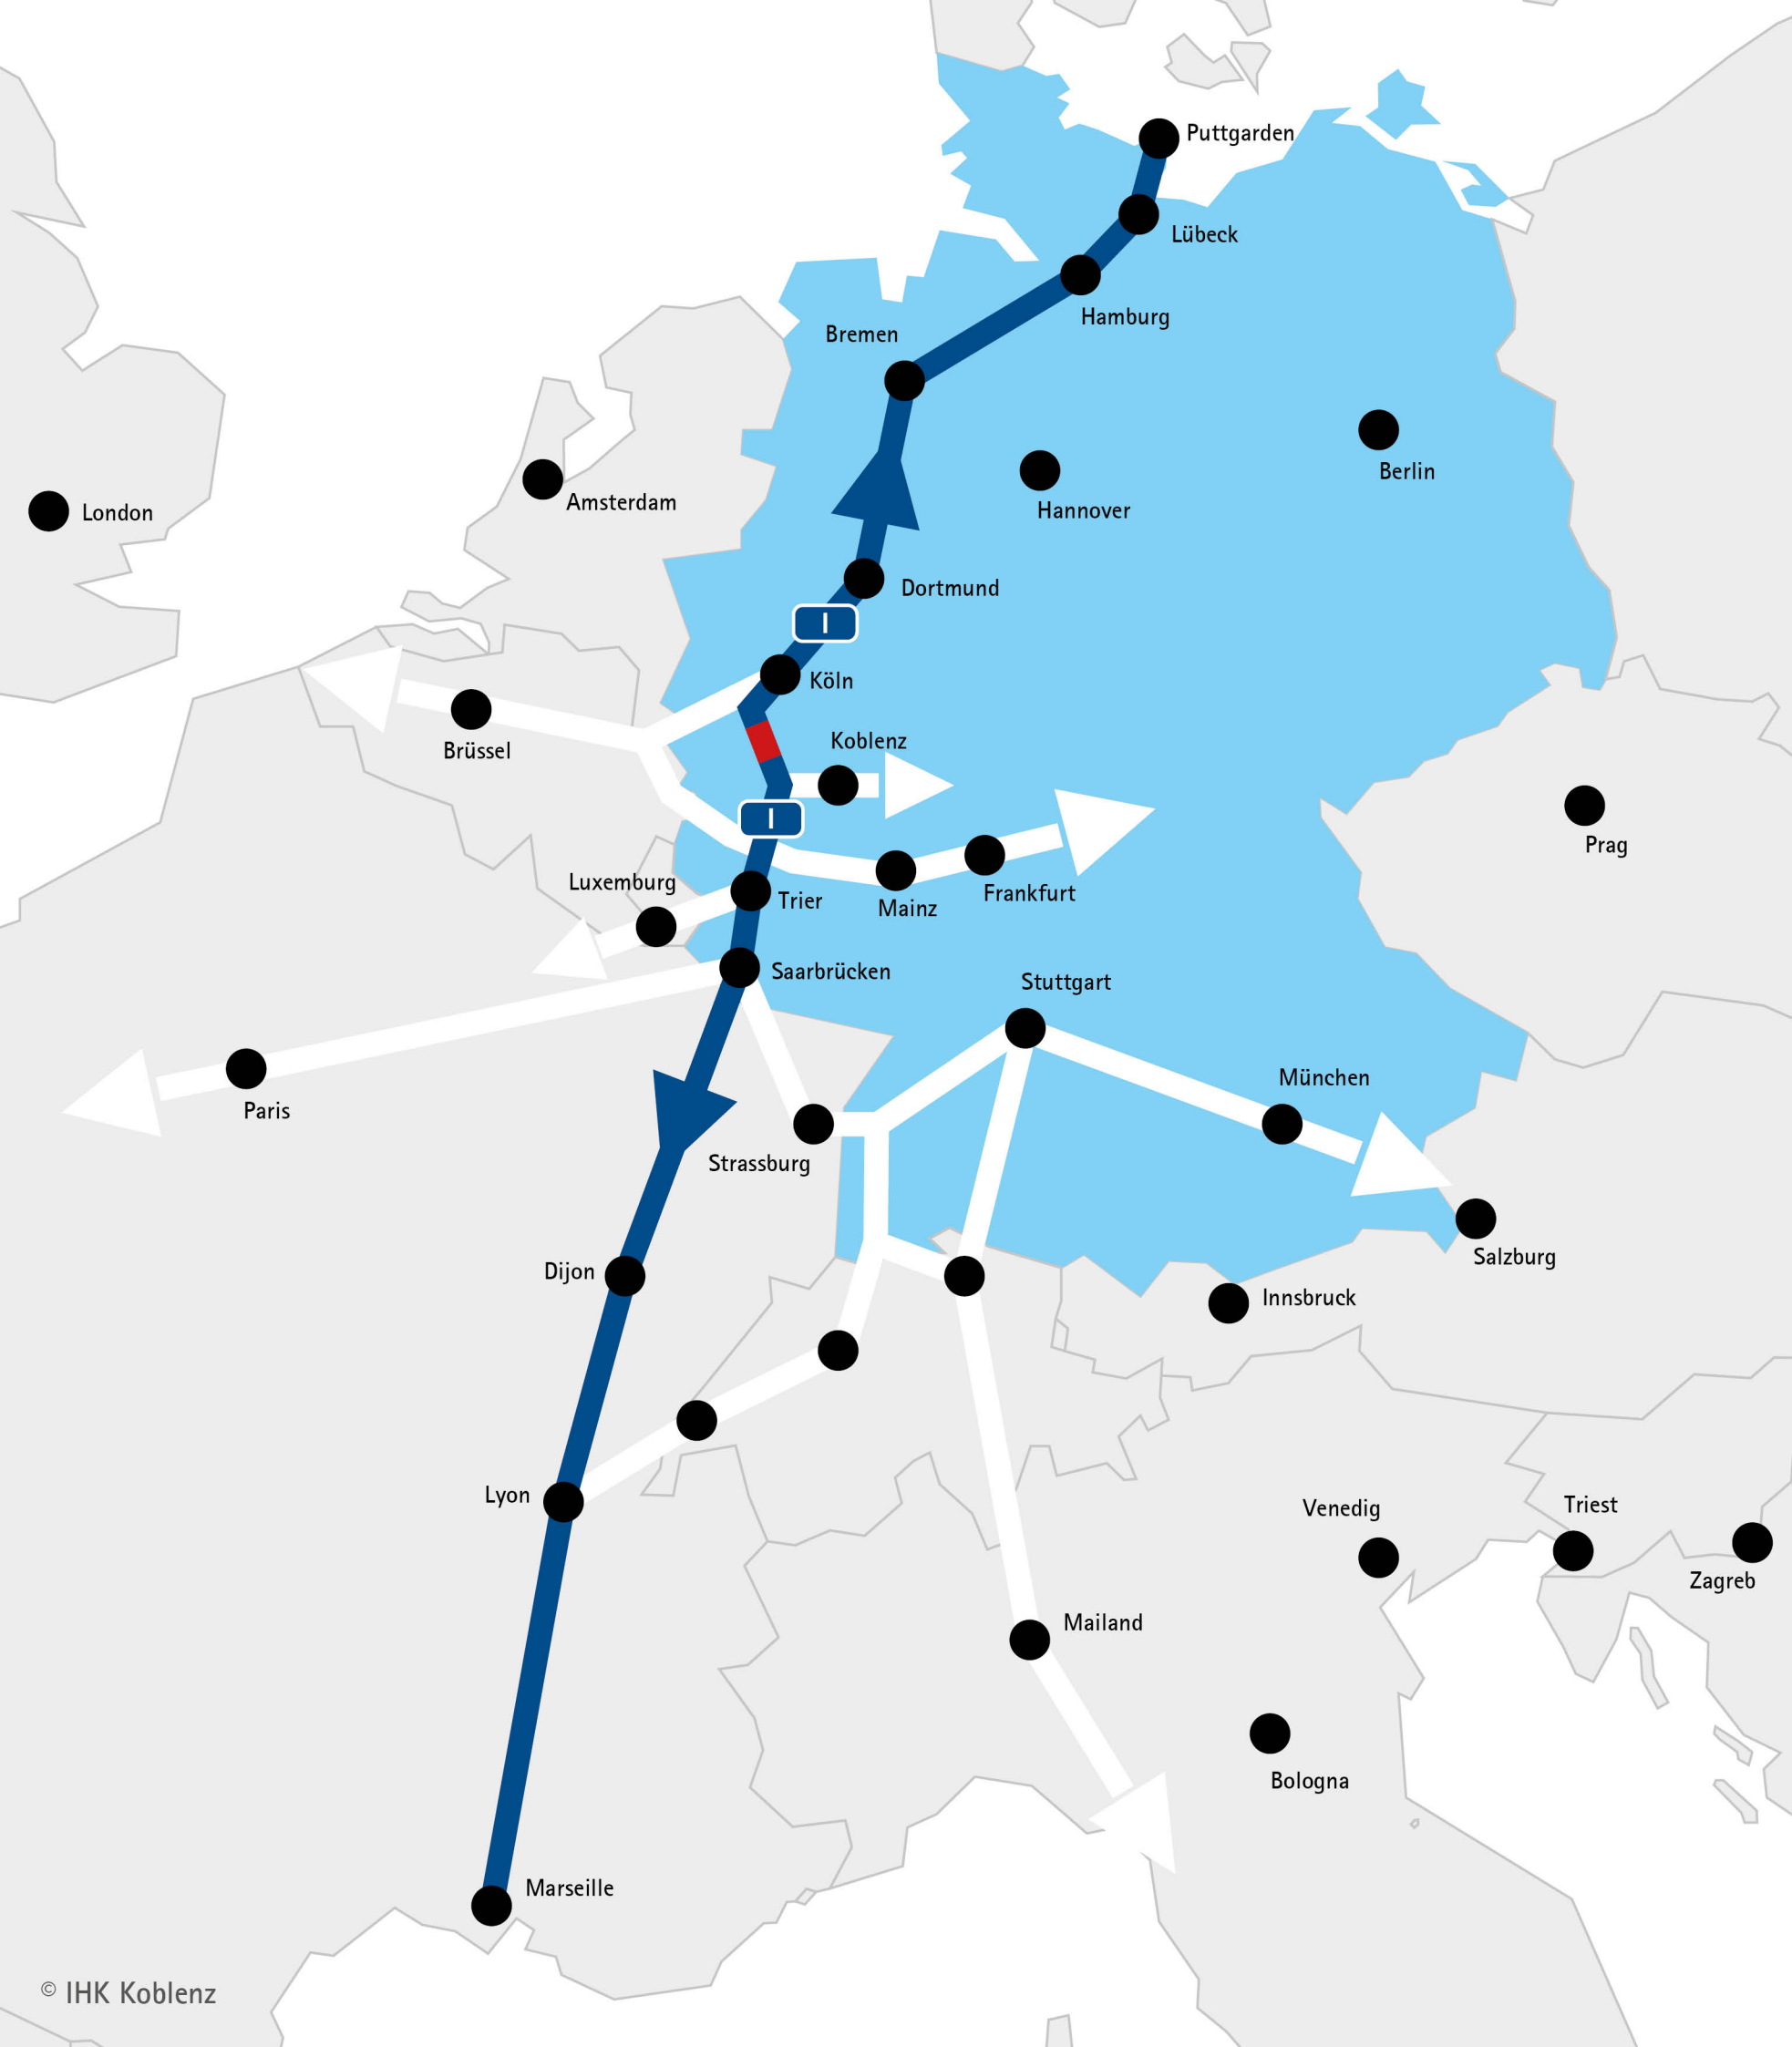 Puttgarden
Lübeck
Hamburg
Bremen
Berlin
Hannover
London
Amsterdam
Dortmund
I
Köln
Brüssel
Koblenz
I
Prag
Luxemburg
Trier
Mainz
Frankfurt
Saarbrücken
Stuttgart
München
Paris
Strassburg
Salzburg
Dijon
Innsbruck
Lyon
Venedig
Triest
Zagreb
Mailand
Bologna
Marseille
© IHK Koblenz